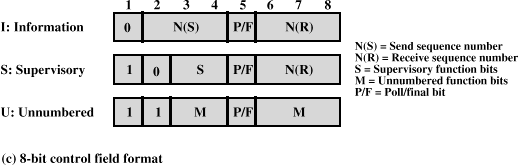 1 2 3 4 5 6 7 8
I: Information 0 N(S) P/F N(R)
S: Supervisory 1 0 S P/F N(R)
U: Unnumbered 1 1 M P/F M
N(S) = Send sequence number
N(R) = Receive sequence number
S = Supervisory function bits
M = Unnumbered function bits
P/F = Poll/final bit
(c) 8-bit control field format